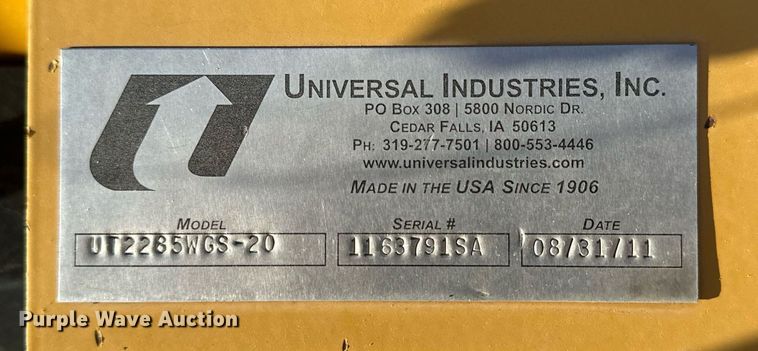 UNIVERSAL INDUSTRIES, INC.
PO BOX 308 | 5800 NORDIC DR.
CEDAR FALLS, IA 50613
PH: 319-277-7501 | 800-553-4446
www.universalindustries.com
MADE IN THE USA SINCE 1906
MODEL SERIAL # DATE
UT2285WGS-20 1163791SA 08/31/11
Purple Wave Auction